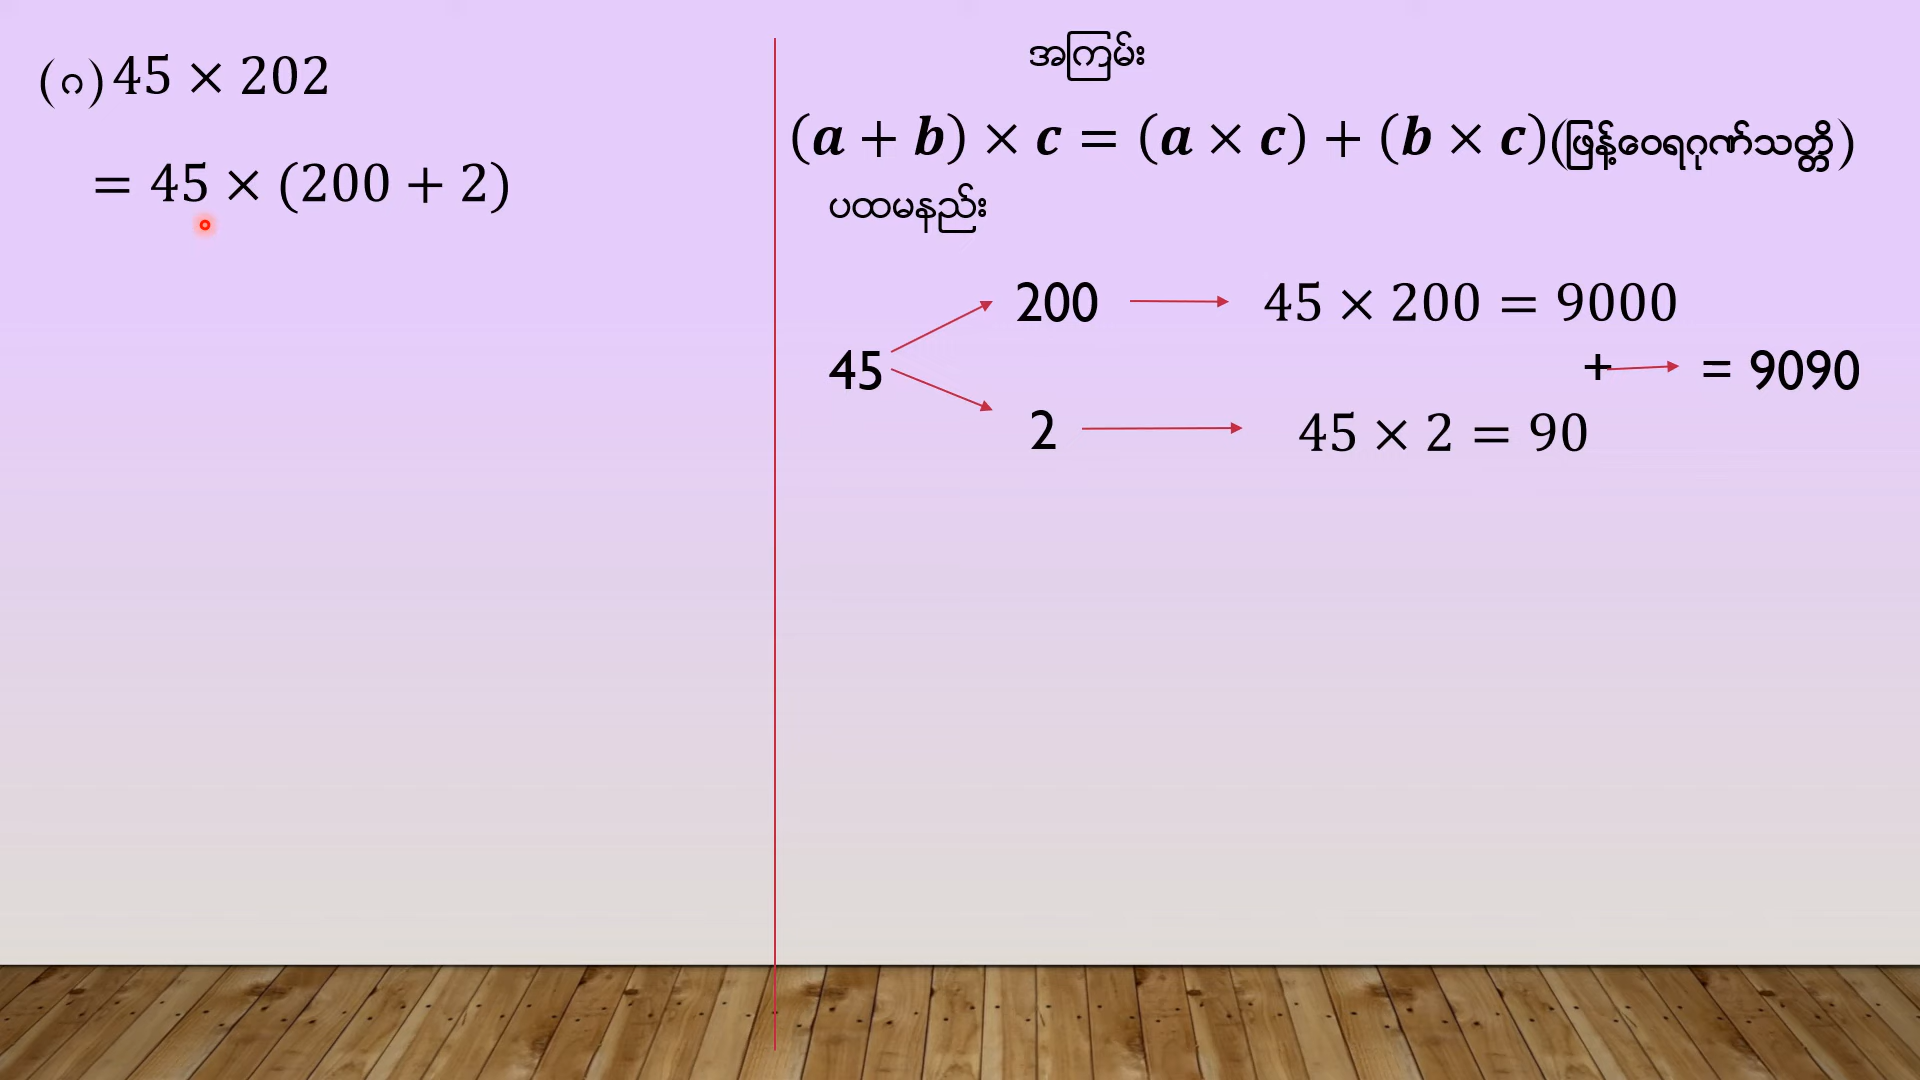 (ဂ) 45 × 202
= 45 × (200 + 2)
အကြမ်း
(a + b) × c = (a × c) + (b × c)(ဖြန့်ဝေရဂုဏ်သတ္တိ)
ပထမနည်း
200 45 × 200 = 9000
45 + = 9090
2 45 × 2 = 90